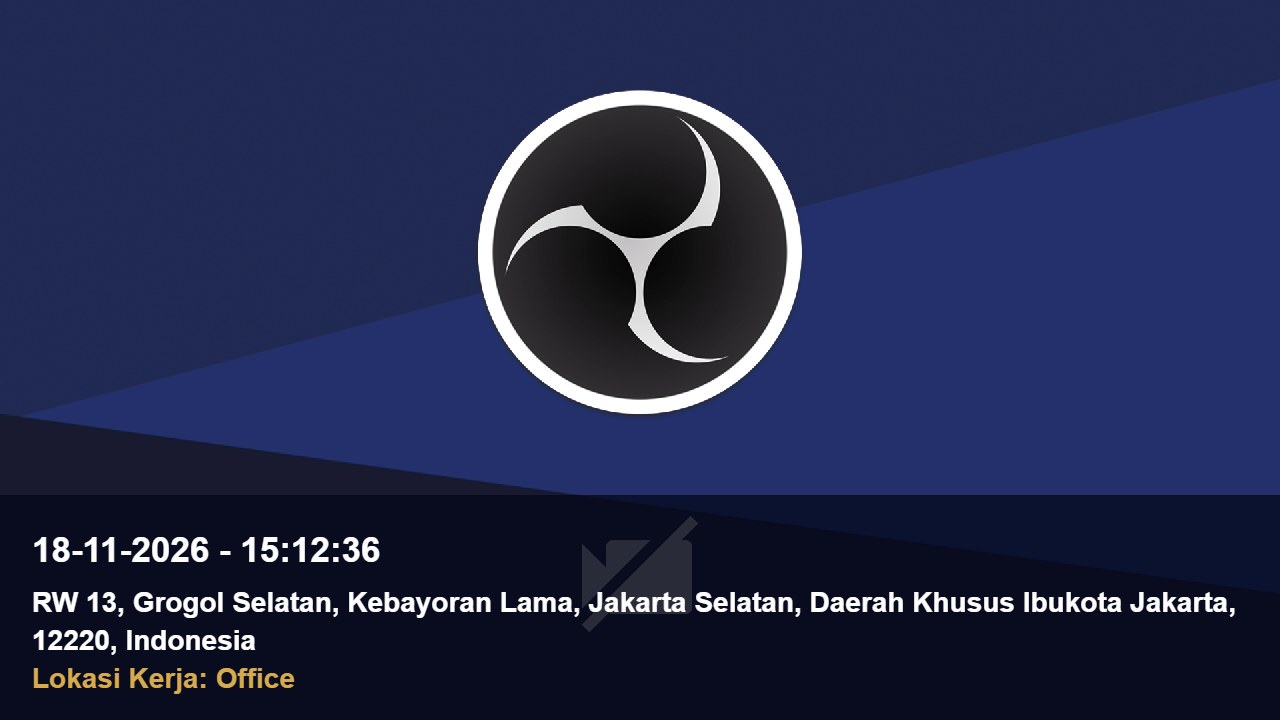 18-11-2026 - 15:12:36
RW 13, Grogol Selatan, Kebayoran Lama, Jakarta Selatan, Daerah Khusus Ibukota Jakarta,
12220, Indonesia
Lokasi Kerja: Office